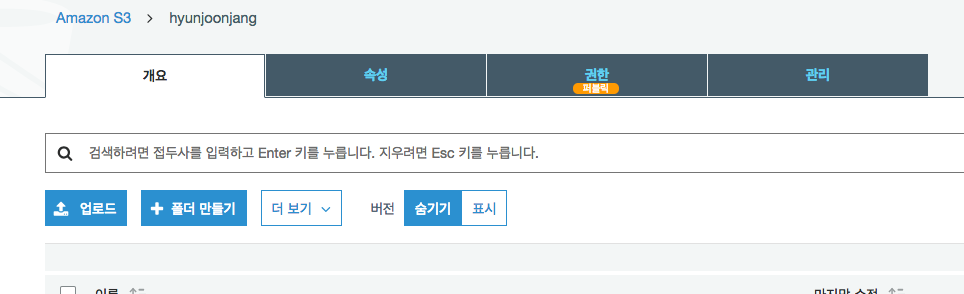 Amazon S3 > hyunjoonjang
개요 속성 권한 관리
퍼블릭
검색하려면 접두사를 입력하고 Enter 키를 누릅니다. 지우려면 Esc 키를 누릅니다.
업로드 + 폴더 만들기 더 보기 버전 숨기기 표시
이름 마지막 수정